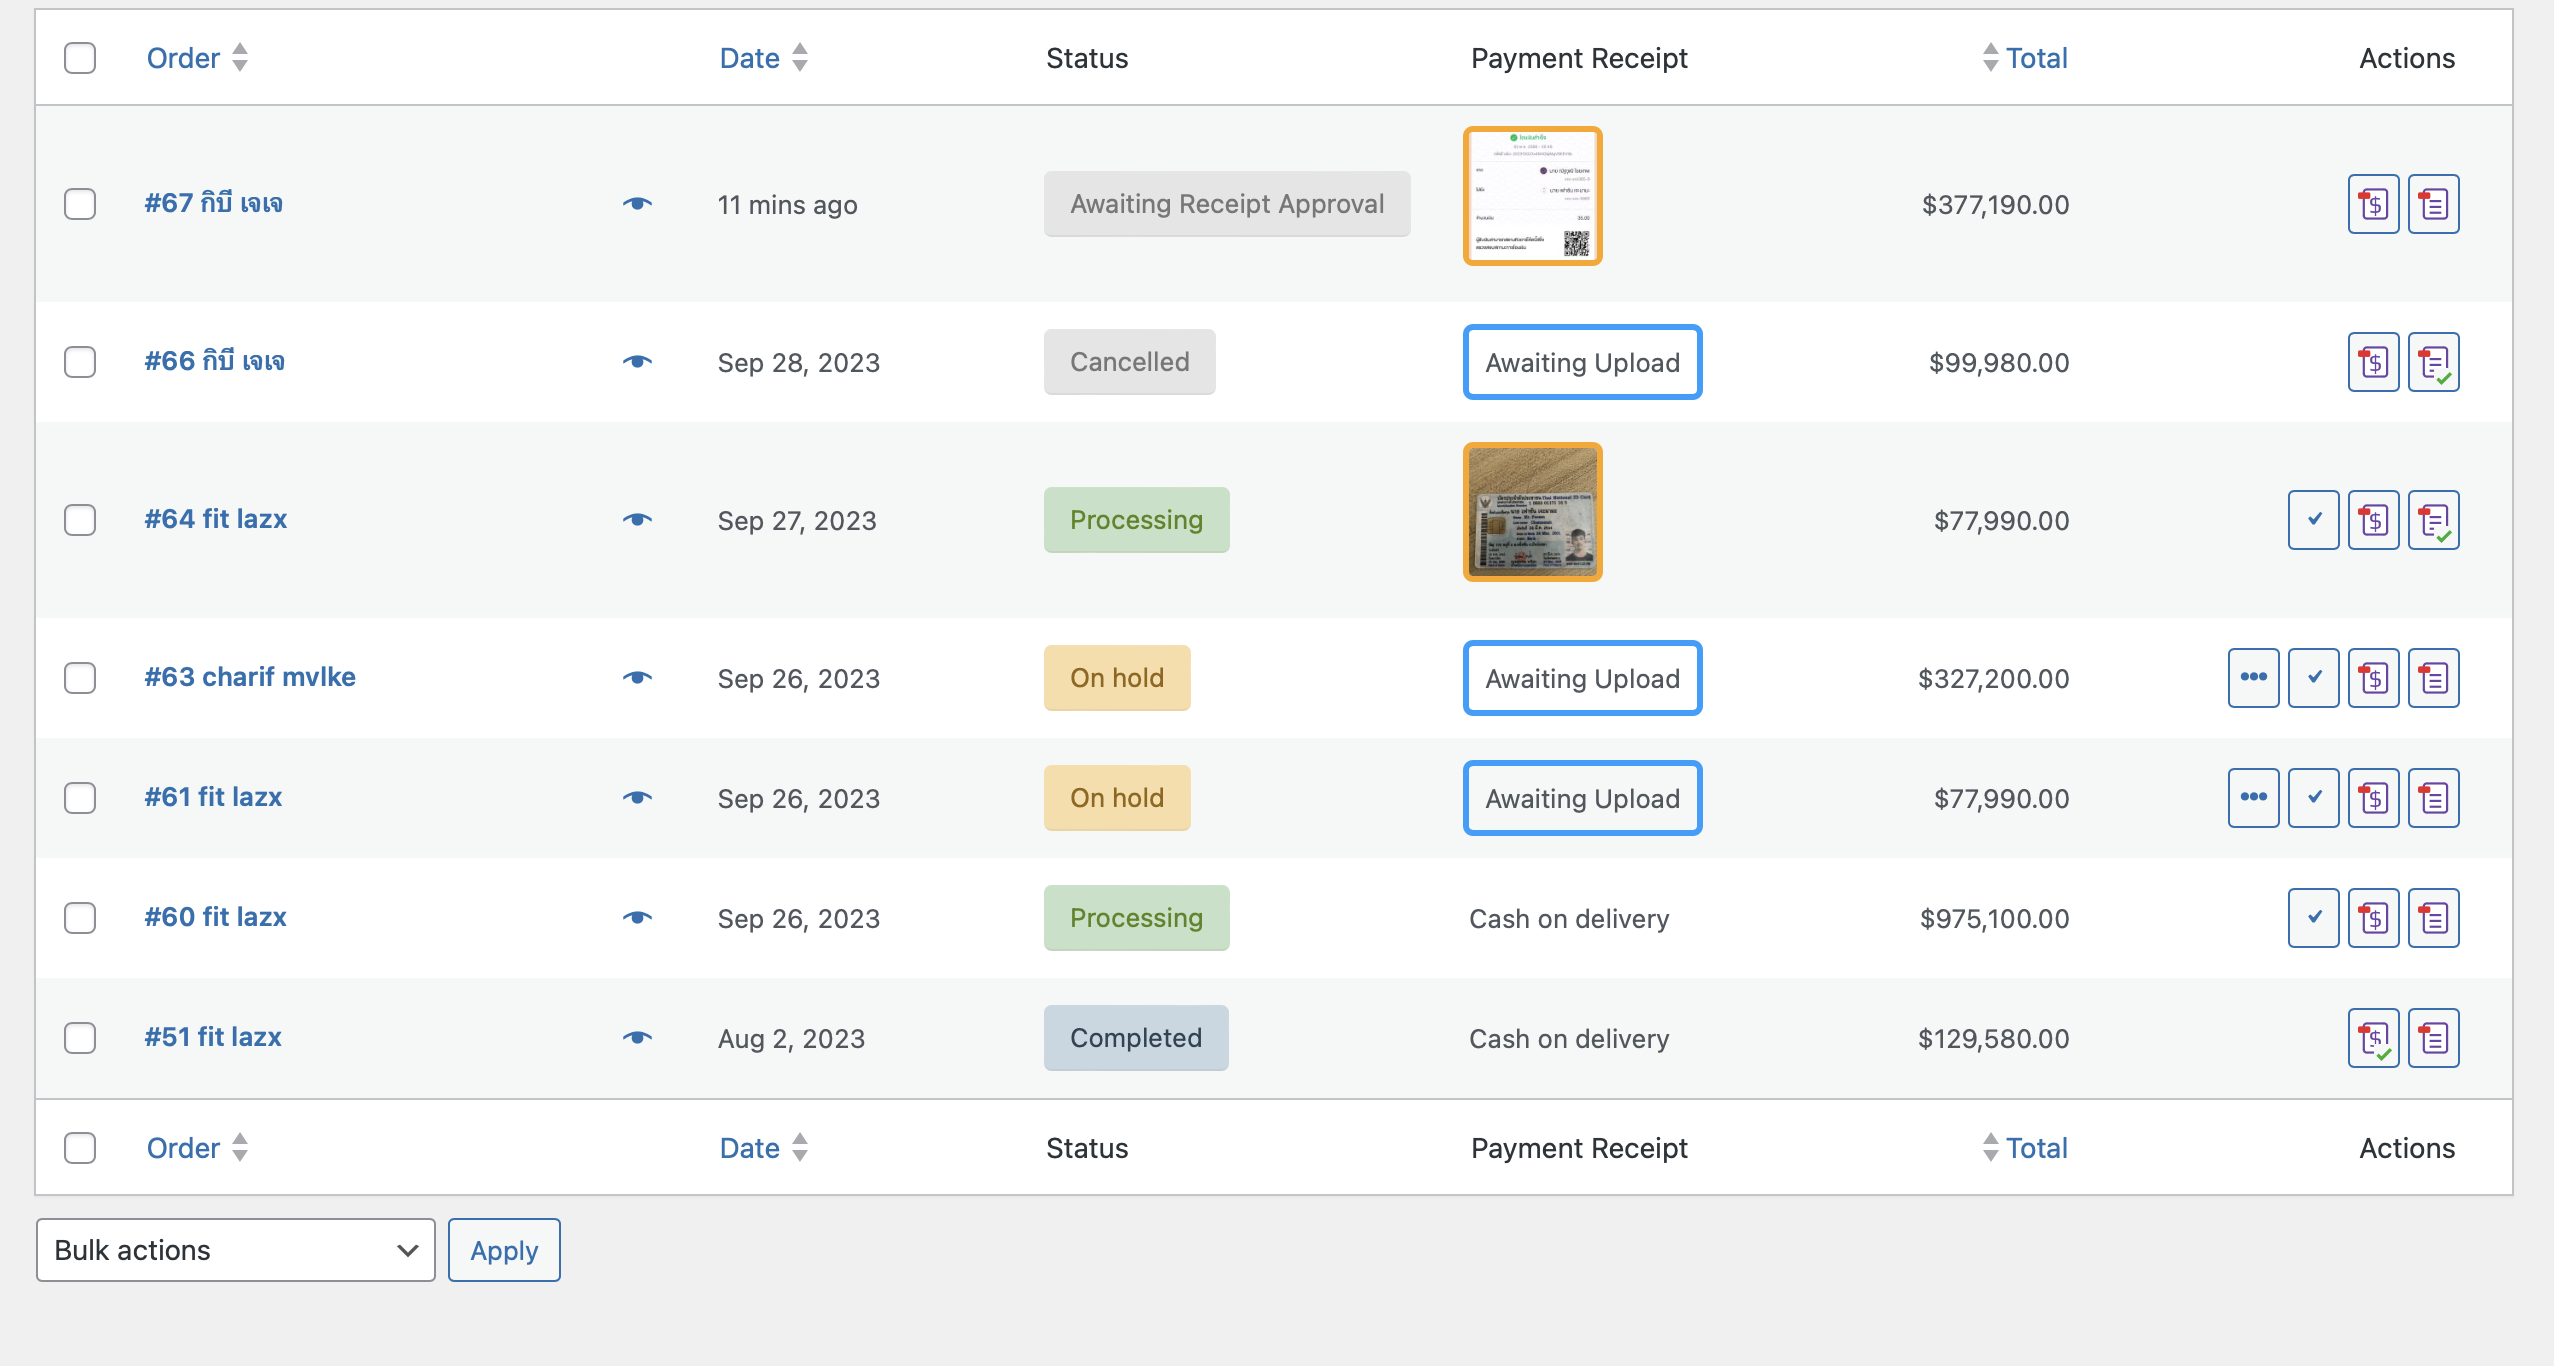 Order Date Status Payment Receipt Total Actions
#67 กิบี เจเจ 11 mins ago Awaiting Receipt Approval $377,190.00
#66 กิบี เจเจ Sep 28, 2023 Cancelled Awaiting Upload $99,980.00
#64 fit lazx Sep 27, 2023 Processing $77,990.00
#63 charif mvlke Sep 26, 2023 On hold Awaiting Upload $327,200.00
#61 fit lazx Sep 26, 2023 On hold Awaiting Upload $77,990.00
#60 fit lazx Sep 26, 2023 Processing Cash on delivery $975,100.00
#51 fit lazx Aug 2, 2023 Completed Cash on delivery $129,580.00
Order Date Status Payment Receipt Total Actions
Bulk actions Apply